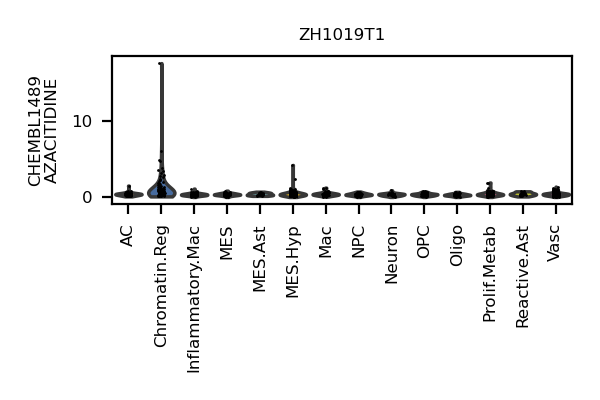 ZH1019T1
CHEMBL1489
AZACITIDINE
10
0
AC
Chromatin.Reg
Inflammatory.Mac
MES
MES.Ast
MES.Hyp
Mac
NPC
Neuron
OPC
Oligo
Prolif.Metab
Reactive.Ast
Vasc